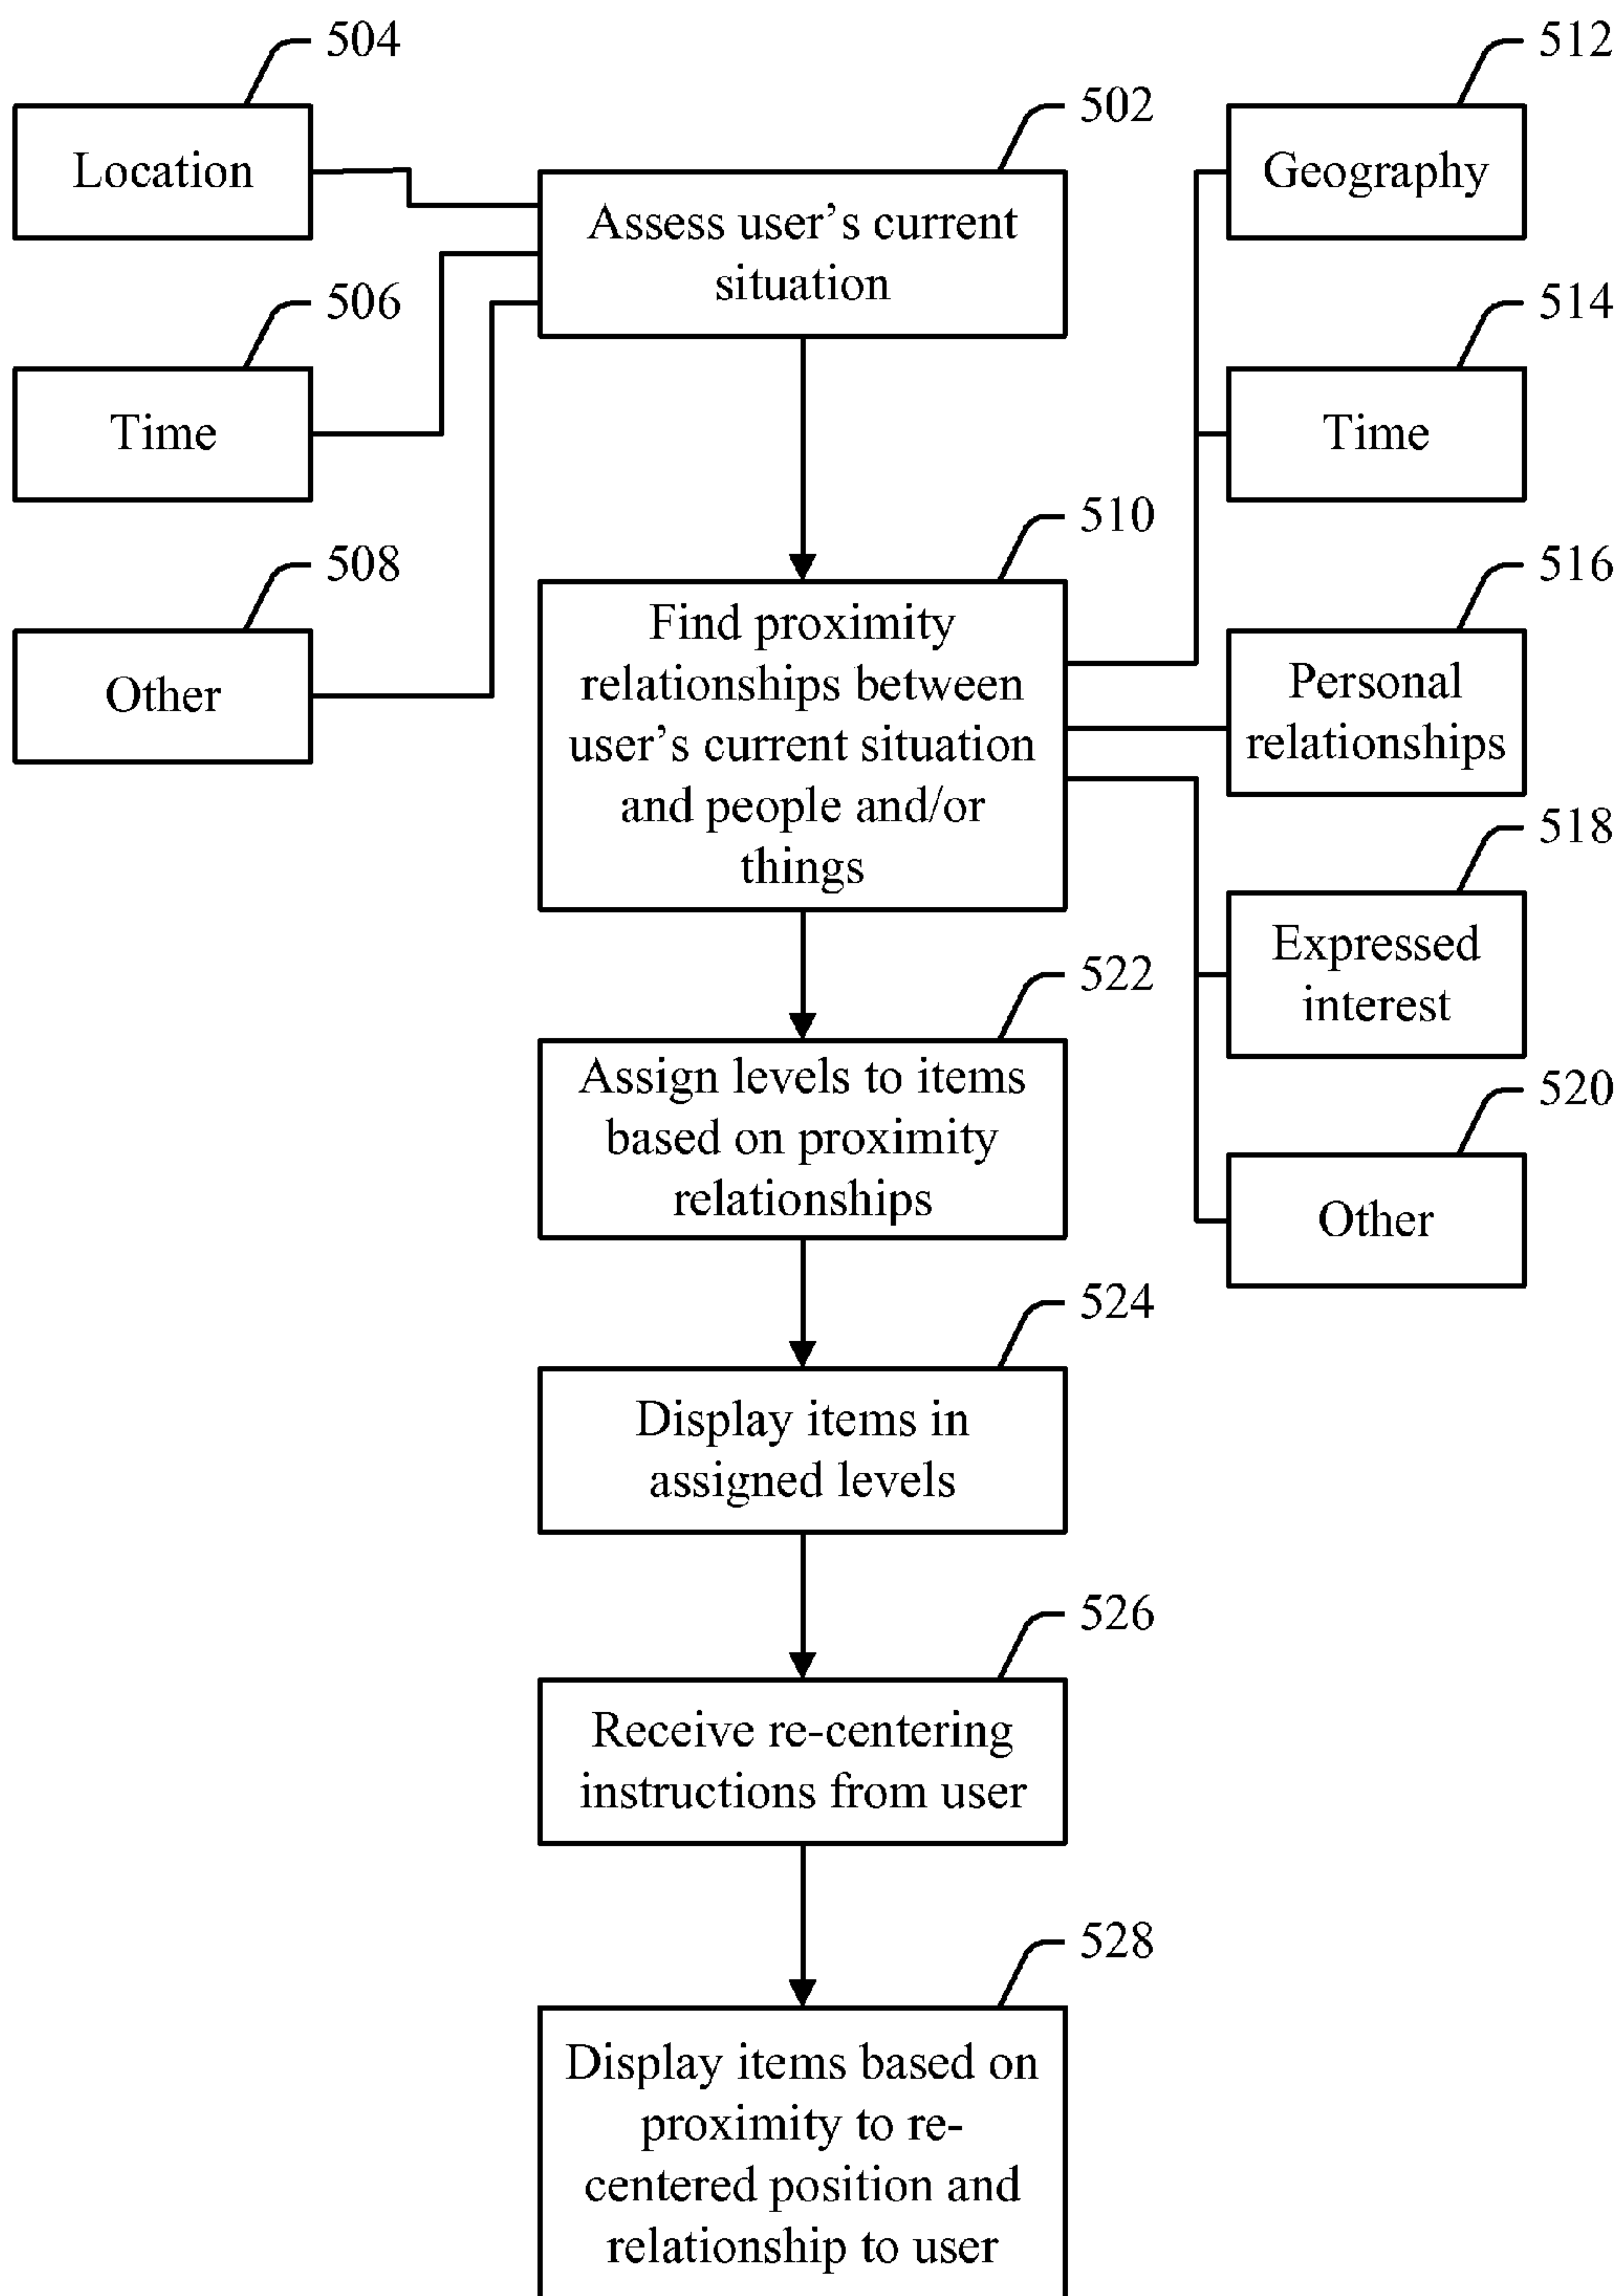 504
Location
502
Assess user’s current
situation
512
Geography
506
Time
514
Time
508
Other
510
Find proximity
relationships between
user’s current situation
and people and/or
things
516
Personal
relationships
518
Expressed
interest
520
Other
522
Assign levels to items
based on proximity
relationships
524
Display items in
assigned levels
526
Receive re-centering
instructions from user
528
Display items based on
proximity to re-
centered position and
relationship to user